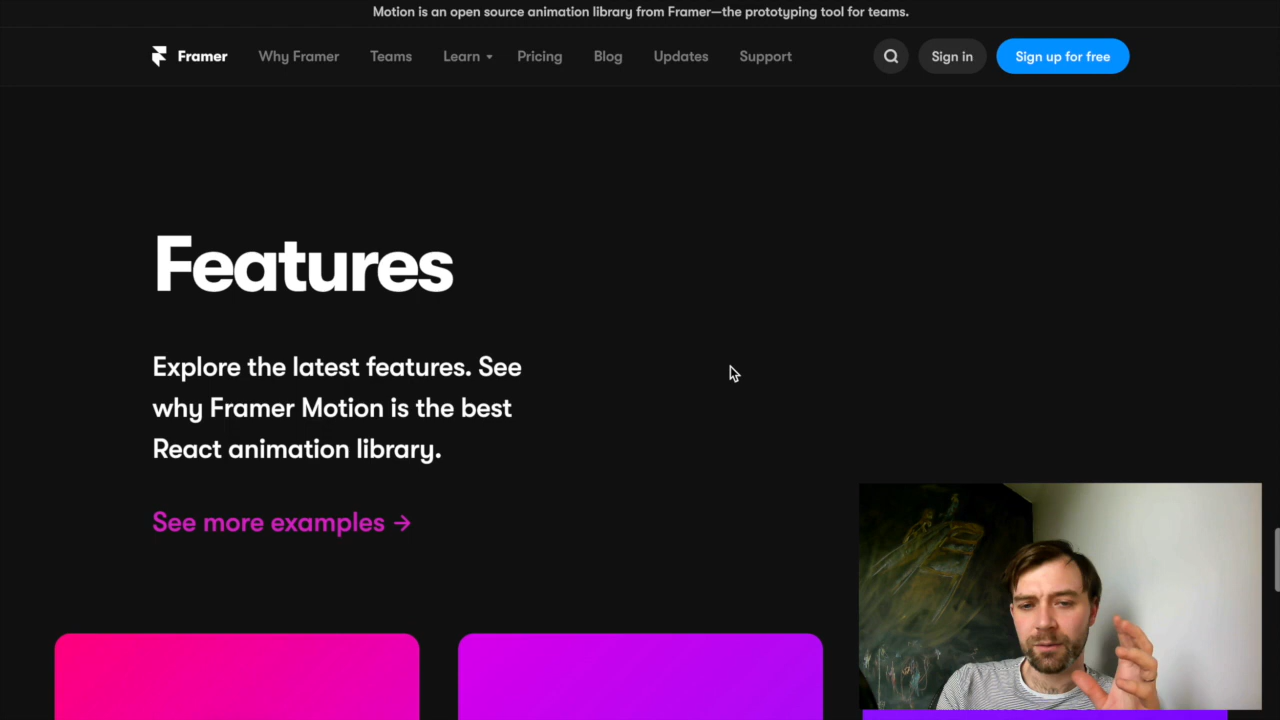 Motion is an open source animation library from Framer—the prototyping tool for teams.
Framer Why Framer Teams Learn Pricing Blog Updates Support Sign in Sign up for free
Features
Explore the latest features. See
why Framer Motion is the best
React animation library.
See more examples →